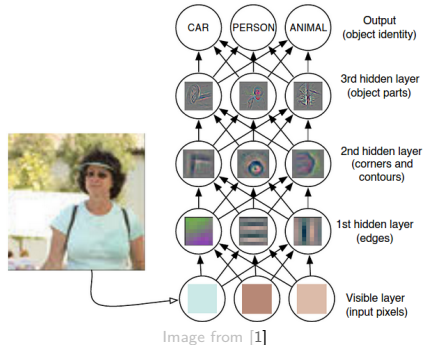 CAR PERSON ANIMAL Output
(object identity)
3rd hidden layer
(object parts)
2nd hidden layer
(corners and
contours)
1st hidden layer
(edges)
Visible layer
(input pixels)
Image from [1]